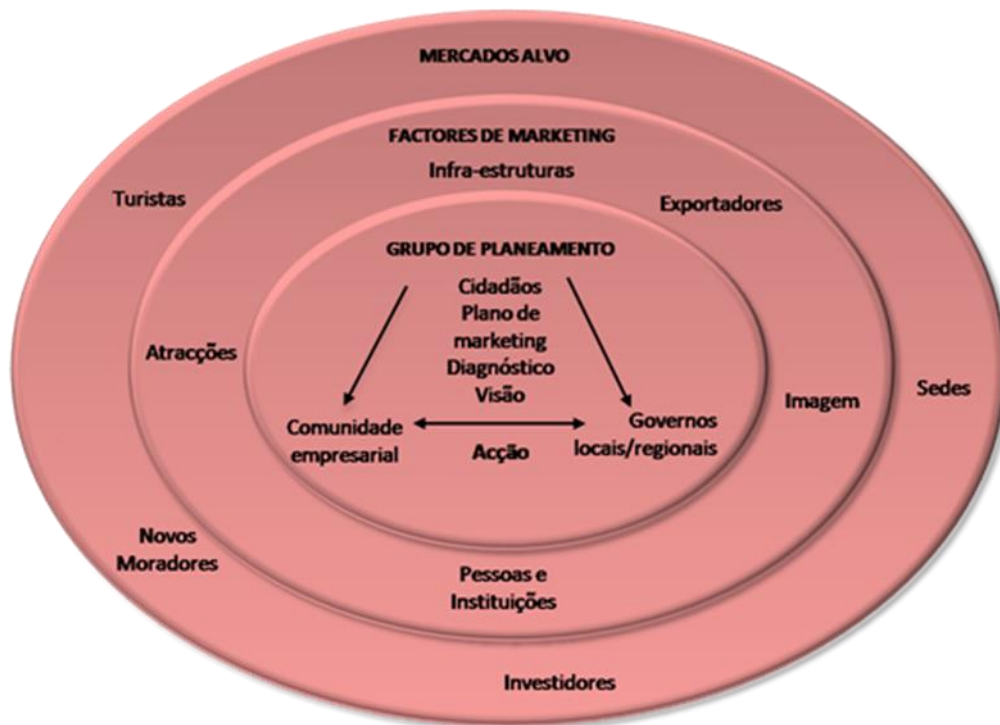 MERCADOS ALVO
FACTORES DE MARKETING
Infra-estruturas
Turistas
Exportadores
GRUPO DE PLANEAMENTO
Cidadãos
Plano de
marketing
Diagnóstico
Visão
Atracções
Imagem
Sedes
Comunidade
empresarial
Acção
Governos
locais/regionais
Novos
Moradores
Pessoas e
Instituições
Investidores